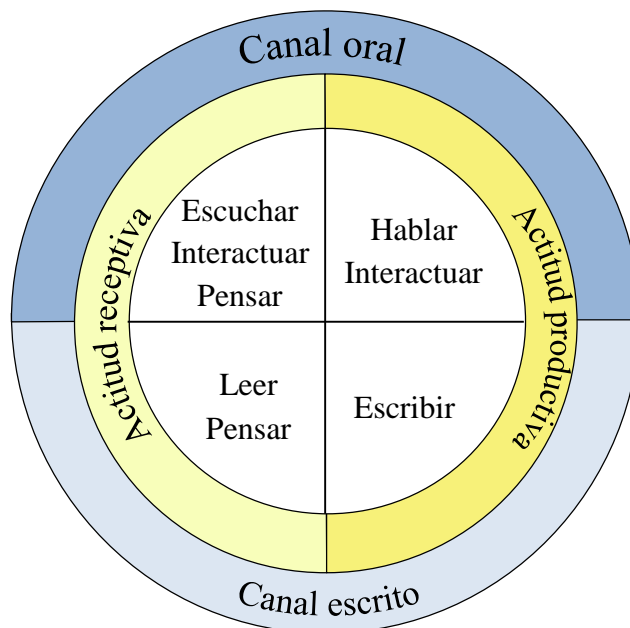 Canal oral
Actitud receptiva
Escuchar
Interactuar
Pensar
Hablar
Interactuar
Actitud productiva
Leer
Pensar
Escribir
Canal escrito